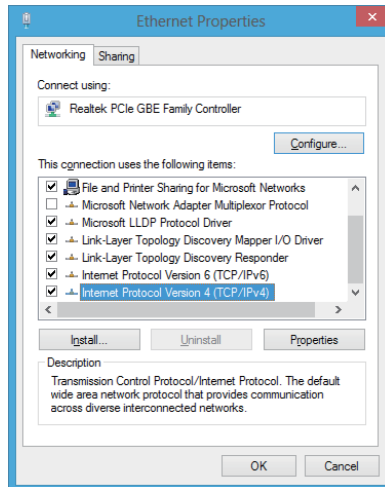 Ethernet Properties
Networking
Sharing
Connect using:
Realtek PCIe GBE Family Controller
Configure...
This connection uses the following items:
File and Printer Sharing for Microsoft Networks
Microsoft Network Adapter Multiplexor Protocol
Microsoft LLDP Protocol Driver
Link-Layer Topology Discovery Mapper I/O Driver
Link-Layer Topology Discovery Responder
Internet Protocol Version 6 (TCP/IPv6)
Internet Protocol Version 4 (TCP/IPv4)
Install...
Uninstall
Properties
Description
Transmission Control Protocol/Internet Protocol. The default
wide area network protocol that provides communication
across diverse interconnected networks.
OK
Cancel